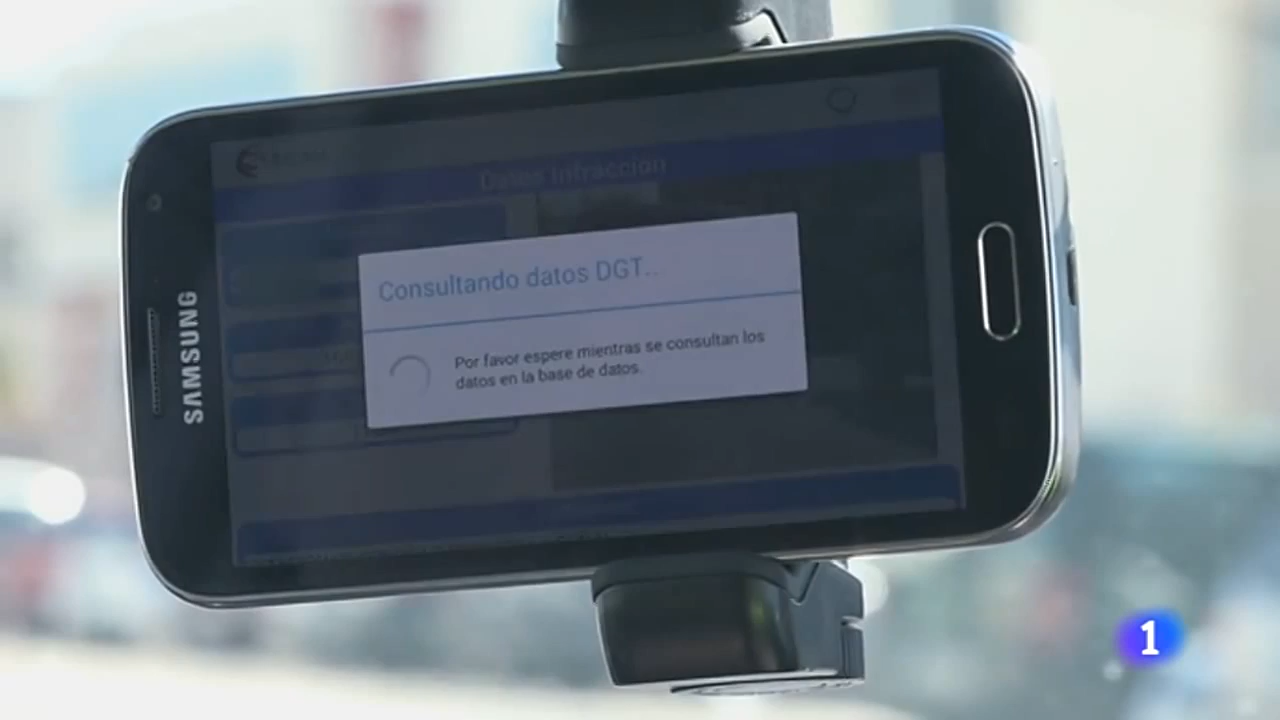 Datos Infracción
Consultando datos DGT...
Por favor espere mientras se consultan los
datos en la base de datos.
SAMSUNG
1